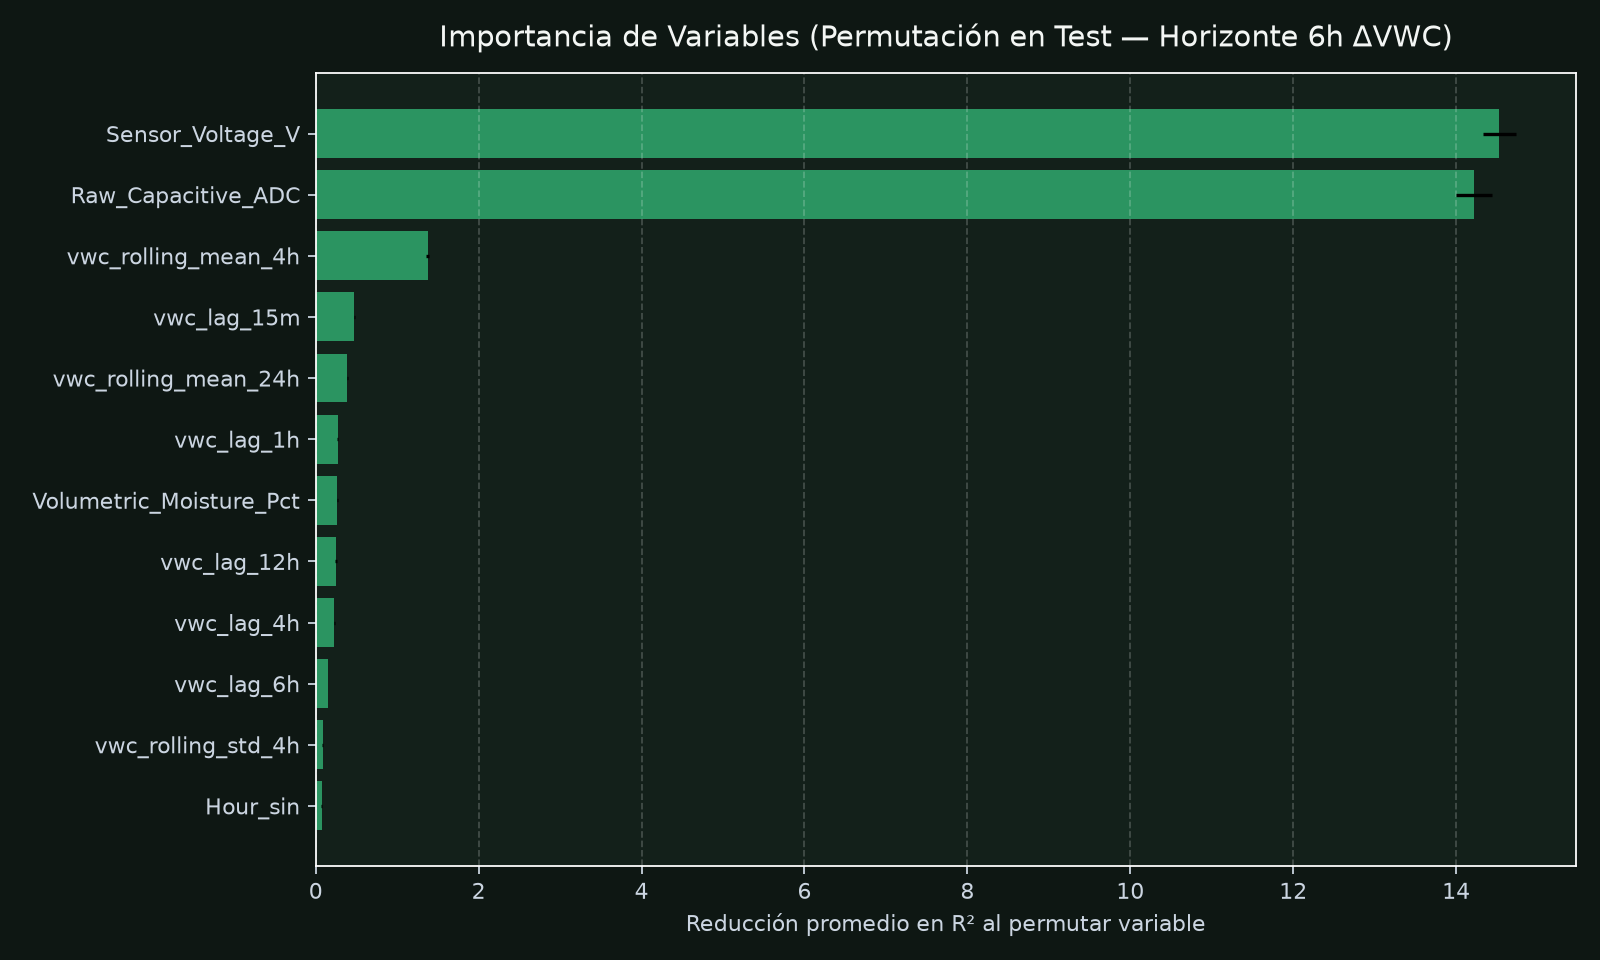 Importancia de Variables (Permutación en Test — Horizonte 6h ΔVWC)
Sensor_Voltage_V
Raw_Capacitive_ADC
vwc_rolling_mean_4h
vwc_lag_15m
vwc_rolling_mean_24h
vwc_lag_1h
Volumetric_Moisture_Pct
vwc_lag_12h
vwc_lag_4h
vwc_lag_6h
vwc_rolling_std_4h
Hour_sin
0 2 4 6 8 10 12 14
Reducción promedio en R² al permutar variable